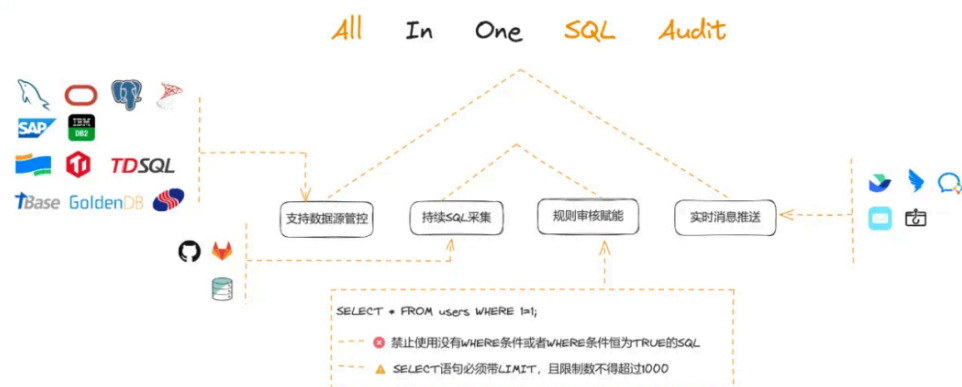 All In One SQL Audit
SAP IBM DB2
TDSQL
TBase GoldenDB
支持数据源管控 持续SQL采集 规则审核赋能 实时消息推送
SELECT * FROM users WHERE 1=1;
禁止使用没有WHERE条件或者WHERE条件恒为TRUE的SQL
SELECT语句必须带LIMIT，且限制数不得超过1000